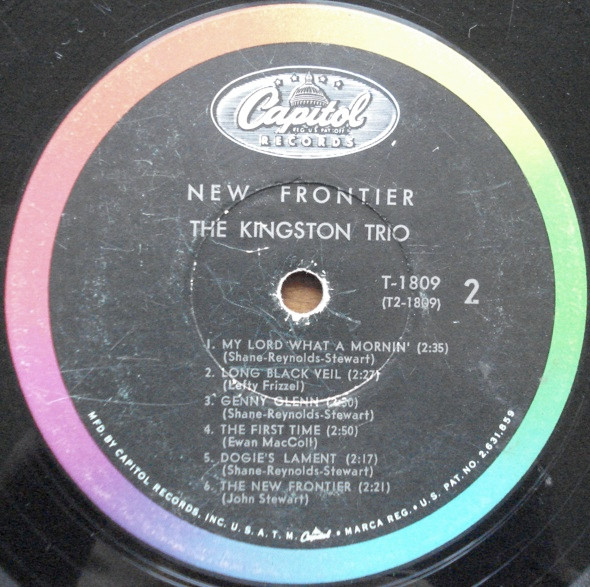 Capitol
REG. U.S. PAT. OFF.
RECORDS
NEW FRONTIER
THE KINGSTON TRIO
T-1809
(T2-1809)
2
1. MY LORD WHAT A MORNIN' (2:35)
(Shane-Reynolds-Stewart)
2. LONG BLACK VEIL (2:27)
(Lefty Frizzel)
3. GENNY GLENN
(Shane-Reynolds-Stewart)
4. THE FIRST TIME (2:50)
(Ewan MacColl)
5. DOGIE'S LAMENT (2:17)
(Shane-Reynolds-Stewart)
6. THE NEW FRONTIER (2:21)
(John Stewart)
MFD. BY CAPITOL RECORDS, INC. U. S. A. T. M. Capitol • MARCA REG. • U. S. PAT. NO. 2,631,859